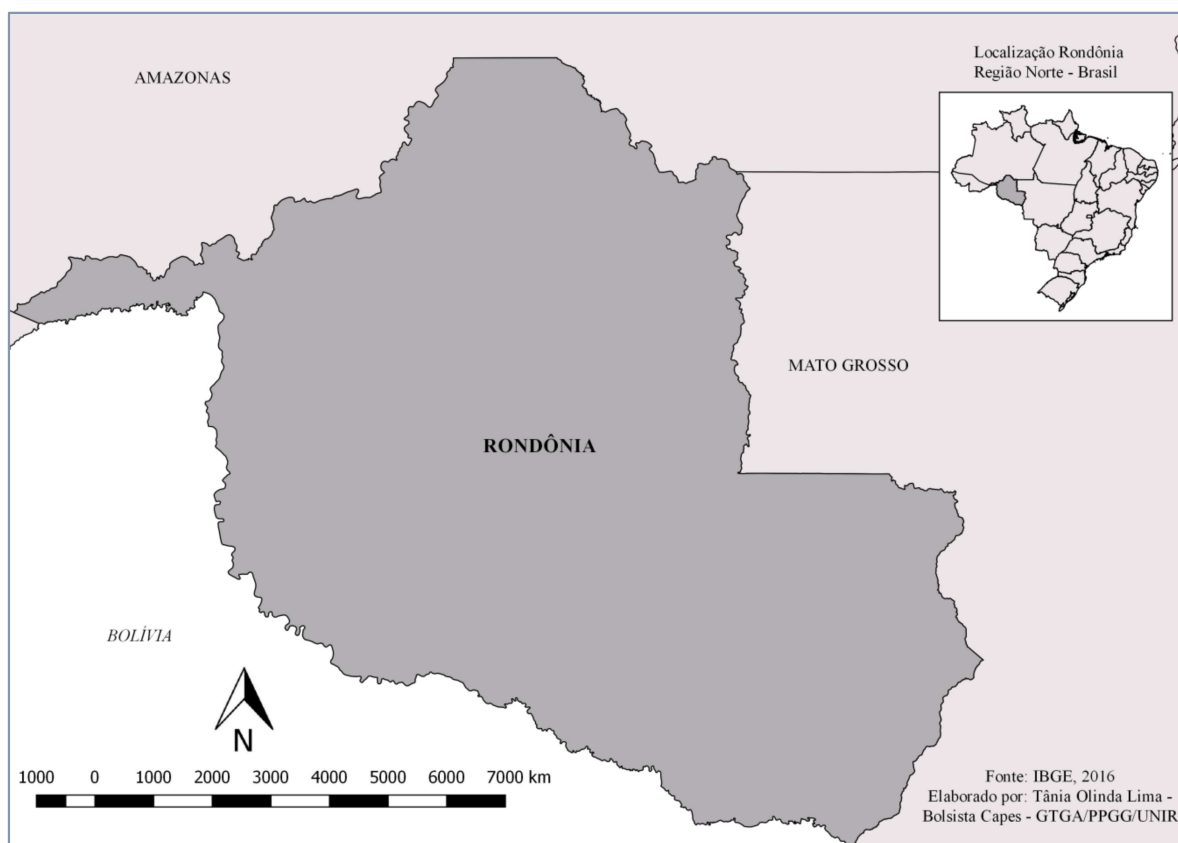 AMAZONAS
Localização Rondônia
Região Norte - Brasil
MATO GROSSO
RONDÔNIA
BOLÍVIA
N
1000 0 1000 2000 3000 4000 5000 6000 7000 km
Fonte: IBGE, 2016
Elaborado por: Tânia Olinda Lima -
Bolsista Capes - GTGA/PPGG/UNIR